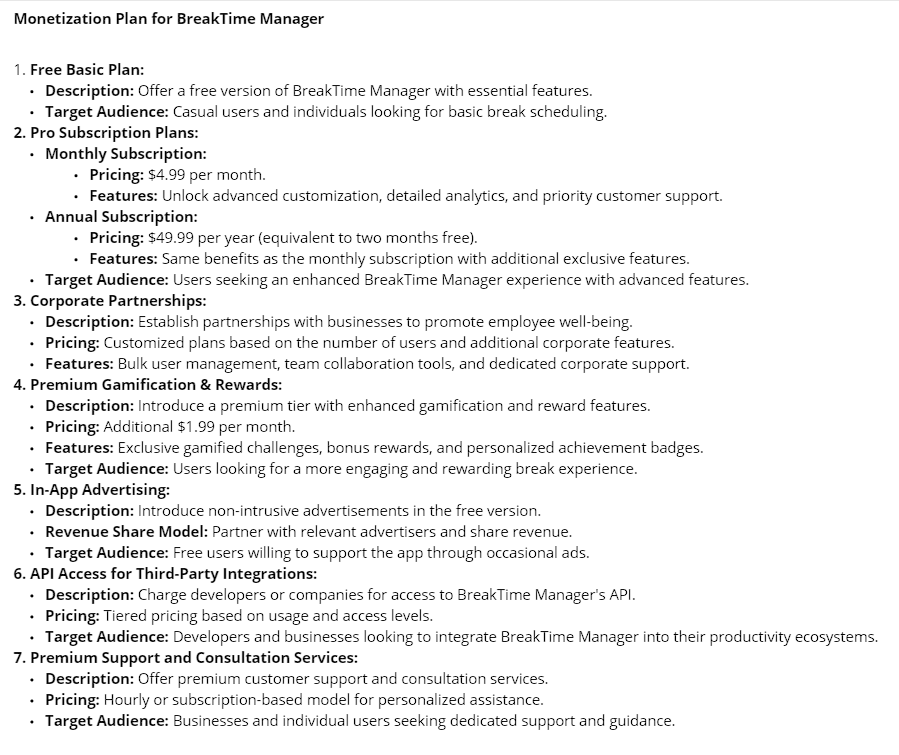 Monetization Plan for BreakTime Manager
1. Free Basic Plan:
• Description: Offer a free version of BreakTime Manager with essential features.
• Target Audience: Casual users and individuals looking for basic break scheduling.
2. Pro Subscription Plans:
• Monthly Subscription:
• Pricing: $4.99 per month.
• Features: Unlock advanced customization, detailed analytics, and priority customer support.
• Annual Subscription:
• Pricing: $49.99 per year (equivalent to two months free).
• Features: Same benefits as the monthly subscription with additional exclusive features.
• Target Audience: Users seeking an enhanced BreakTime Manager experience with advanced features.
3. Corporate Partnerships:
• Description: Establish partnerships with businesses to promote employee well-being.
• Pricing: Customized plans based on the number of users and additional corporate features.
• Features: Bulk user management, team collaboration tools, and dedicated corporate support.
4. Premium Gamification & Rewards:
• Description: Introduce a premium tier with enhanced gamification and reward features.
• Pricing: Additional $1.99 per month.
• Features: Exclusive gamified challenges, bonus rewards, and personalized achievement badges.
• Target Audience: Users looking for a more engaging and rewarding break experience.
5. In-App Advertising:
• Description: Introduce non-intrusive advertisements in the free version.
• Revenue Share Model: Partner with relevant advertisers and share revenue.
• Target Audience: Free users willing to support the app through occasional ads.
6. API Access for Third-Party Integrations:
• Description: Charge developers or companies for access to BreakTime Manager's API.
• Pricing: Tiered pricing based on usage and access levels.
• Target Audience: Developers and businesses looking to integrate BreakTime Manager into their productivity ecosystems.
7. Premium Support and Consultation Services:
• Description: Offer premium customer support and consultation services.
• Pricing: Hourly or subscription-based model for personalized assistance.
• Target Audience: Businesses and individual users seeking dedicated support and guidance.